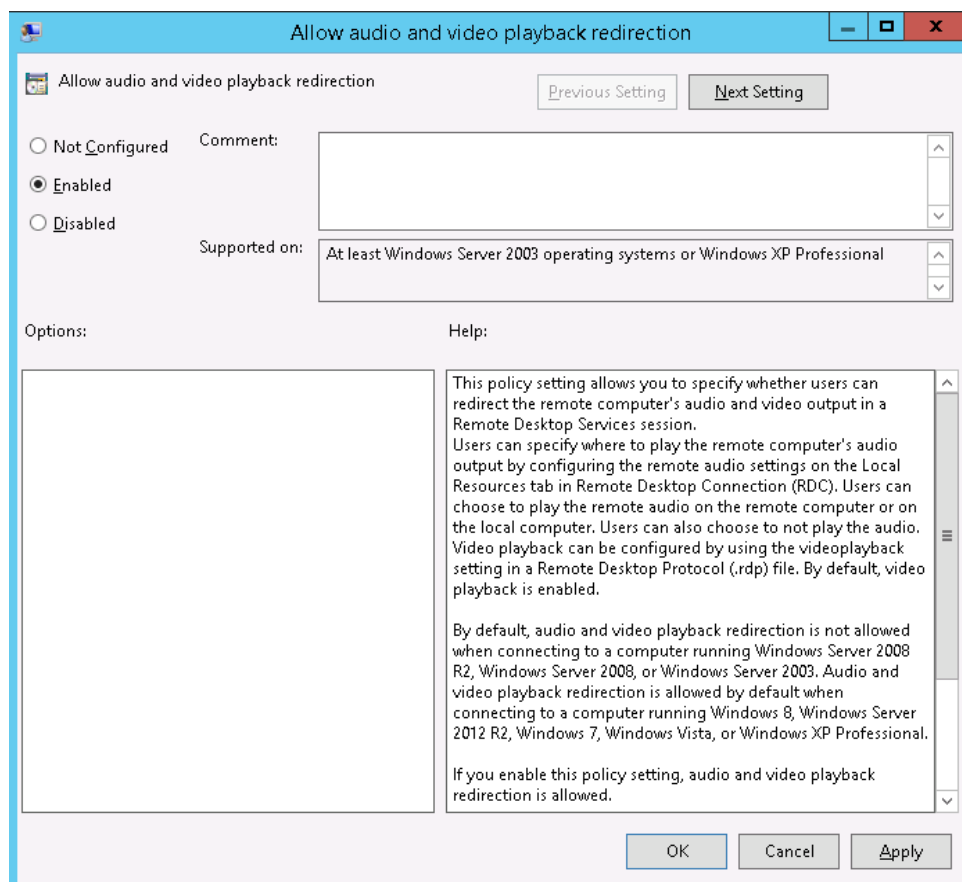 Allow audio and video playback redirection
Allow audio and video playback redirection
Previous Setting
Next Setting
Not Configured
Enabled
Disabled
Comment:
Supported on:
At least Windows Server 2003 operating systems or Windows XP Professional
Options:
Help:
This policy setting allows you to specify whether users can
redirect the remote computer's audio and video output in a
Remote Desktop Services session.
Users can specify where to play the remote computer's audio
output by configuring the remote audio settings on the Local
Resources tab in Remote Desktop Connection (RDC). Users can
choose to play the remote audio on the remote computer or on
the local computer. Users can also choose to not play the audio.
Video playback can be configured by using the videoplayback
setting in a Remote Desktop Protocol (.rdp) file. By default, video
playback is enabled.
By default, audio and video playback redirection is not allowed
when connecting to a computer running Windows Server 2008
R2, Windows Server 2008, or Windows Server 2003. Audio and
video playback redirection is allowed by default when
connecting to a computer running Windows 8, Windows Server
2012 R2, Windows 7, Windows Vista, or Windows XP Professional.
If you enable this policy setting, audio and video playback
redirection is allowed.
OK
Cancel
Apply